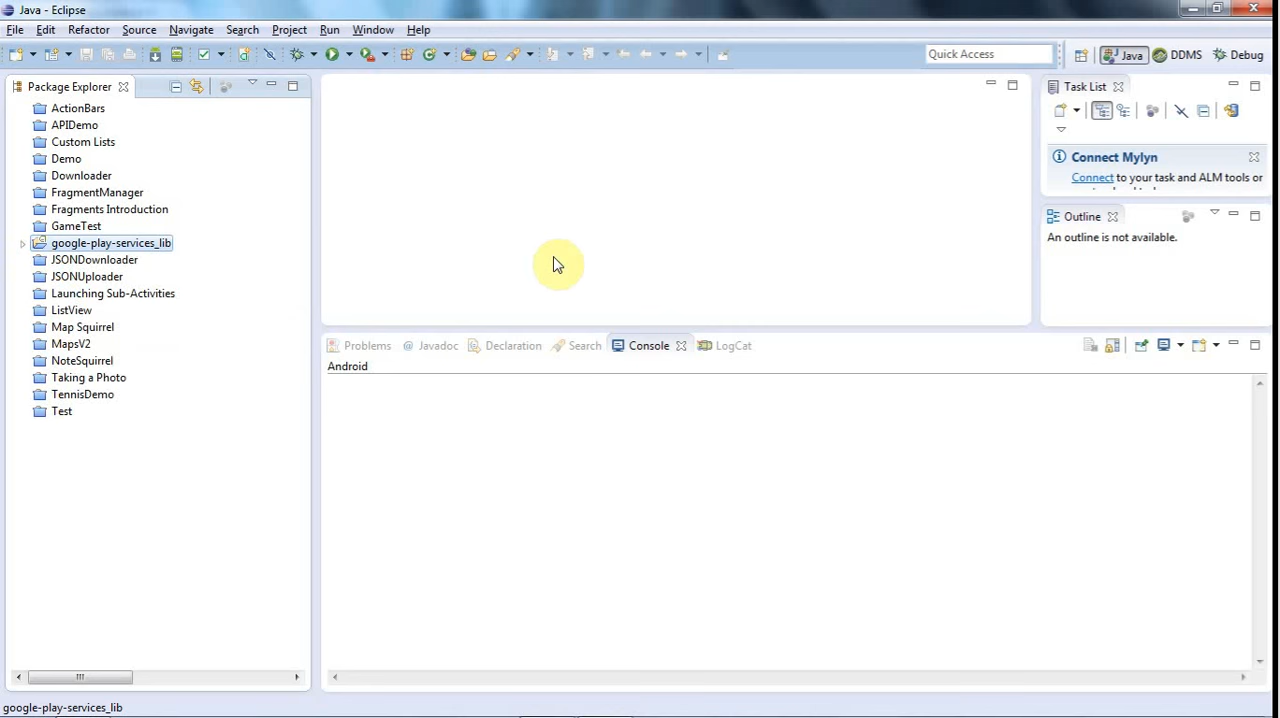 Java - Eclipse
File Edit Refactor Source Navigate Search Project Run Window Help
Quick Access
Java DDMS Debug
Package Explorer
ActionBars
APIDemo
Custom Lists
Demo
Downloader
FragmentManager
Fragments Introduction
GameTest
google-play-services_lib
JSONDownloader
JSONUploader
Launching Sub-Activities
ListView
Map Squirrel
MapsV2
NoteSquirrel
Taking a Photo
TennisDemo
Test
Task List
Connect Mylyn
Connect to your task and ALM tools or
Outline
An outline is not available.
Problems @ Javadoc Declaration Search Console LogCat
Android
google-play-services_lib